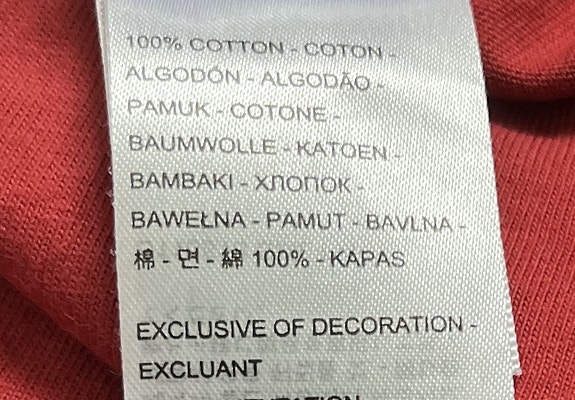 100% COTTON - COTON -
ALGODÓN - ALGODÃO -
PAMUK - COTONE -
BAUMWOLLE - KATOEN -
BAMBAKI - ХЛОПОК -
BAWEŁNA - PAMUT - BAVLNA -
棉 - 면 - 綿 100% - KAPAS
EXCLUSIVE OF DECORATION -
EXCLUANT